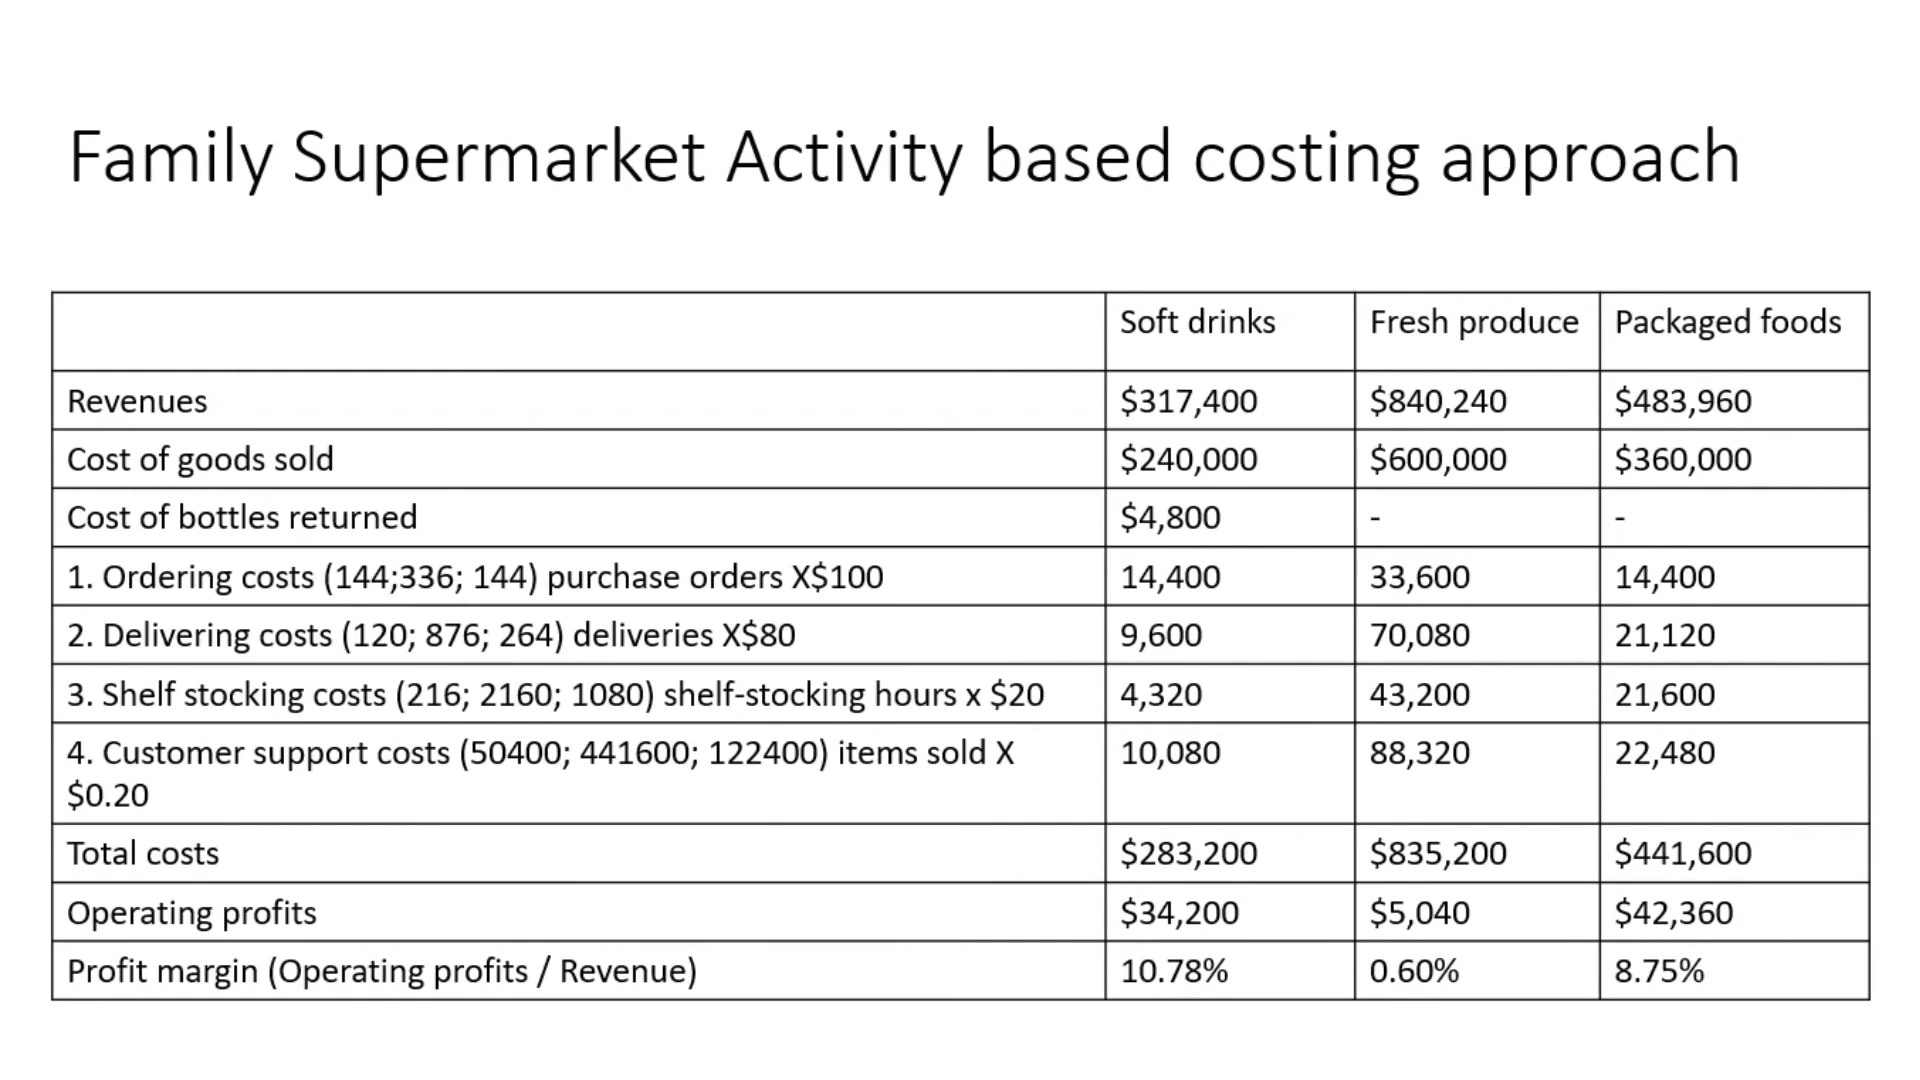 Family Supermarket Activity based costing approach
Soft drinks Fresh produce Packaged foods
Revenues $317,400 $840,240 $483,960
Cost of goods sold $240,000 $600,000 $360,000
Cost of bottles returned $4,800 - -
1. Ordering costs (144;336; 144) purchase orders X$100 14,400 33,600 14,400
2. Delivering costs (120; 876; 264) deliveries X$80 9,600 70,080 21,120
3. Shelf stocking costs (216; 2160; 1080) shelf-stocking hours x $20 4,320 43,200 21,600
4. Customer support costs (50400; 441600; 122400) items sold X 10,080 88,320 22,480
$0.20
Total costs $283,200 $835,200 $441,600
Operating profits $34,200 $5,040 $42,360
Profit margin (Operating profits / Revenue) 10.78% 0.60% 8.75%